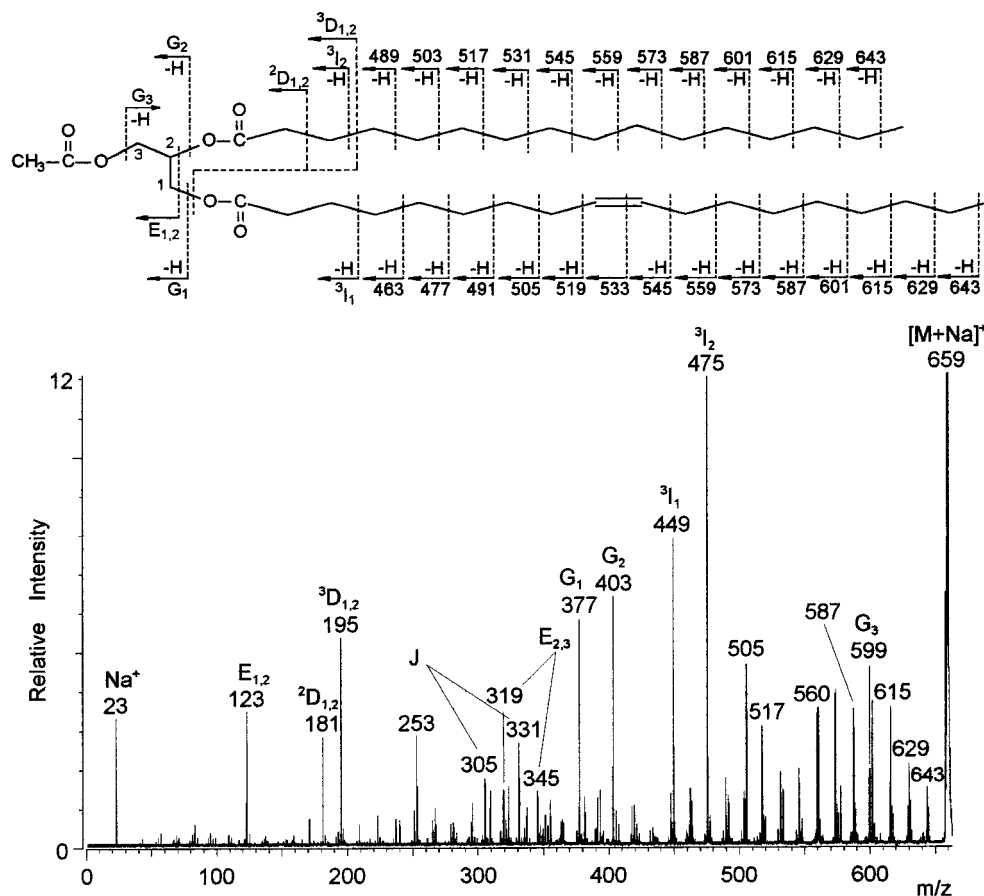 ³D₁,₂
G₂ ³I₂ 489 503 517 531 545 559 573 587 601 615 629 643
-H -H -H -H -H -H -H -H -H -H -H -H -H -H
²D₁,₂
G₃
-H
O O
CH₃-C-O 3 2 O-C
1
O-C
O
E₁,₂
-H -H -H -H -H -H -H -H -H -H -H -H -H -H
G₁ ³I₁ 463 477 491 505 519 533 545 559 573 587 601 615 629 643
[M+Na]⁺
659
³I₂
475
12
³I₁
449
G₂
403
G₁
377
³D₁,₂
195
E₂,₃
587
G₃
599
J
505
Na⁺
23
E₁,₂
123
²D₁,₂
181
253
319
331
305
345
517
560
615
629
643
Relative Intensity
0
0 100 200 300 400 500 600 m/z